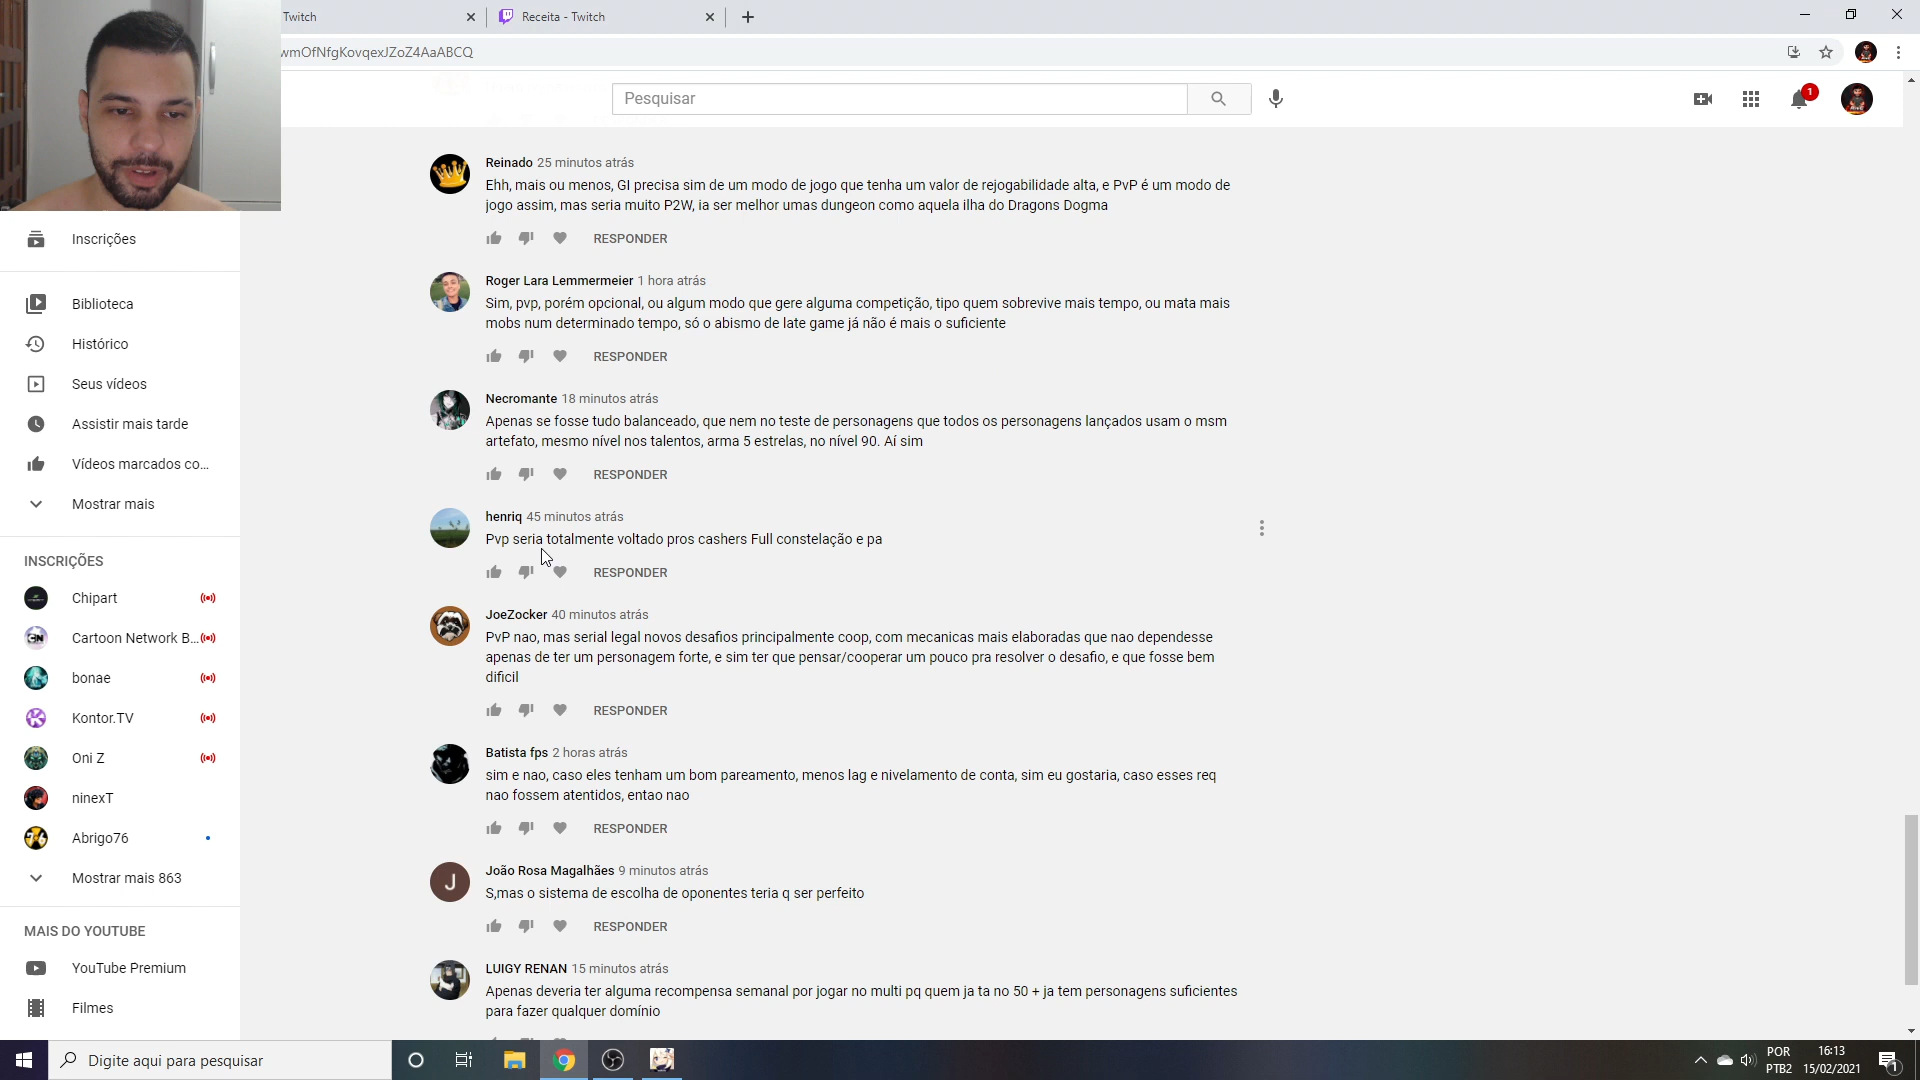 Twitch
Receita - Twitch
wmOfNfgKovqexJZoZ4AaABCQ
Pesquisar
1
Inscrições
Biblioteca
Histórico
Seus vídeos
Assistir mais tarde
Vídeos marcados co...
Mostrar mais
INSCRIÇÕES
Chipart
Cartoon Network B...
bonae
Kontor.TV
Oni Z
ninexT
Abrigo76
Mostrar mais 863
MAIS DO YOUTUBE
YouTube Premium
Filmes
Reinado 25 minutos atrás
Ehh, mais ou menos, GI precisa sim de um modo de jogo que tenha um valor de rejogabilidade alta, e PvP é um modo de
jogo assim, mas seria muito P2W, ia ser melhor umas dungeon como aquela ilha do Dragons Dogma
RESPONDER
Roger Lara Lemmermeier 1 hora atrás
Sim, pvp, porém opcional, ou algum modo que gere alguma competição, tipo quem sobrevive mais tempo, ou mata mais
mobs num determinado tempo, só o abismo de late game já não é mais o suficiente
RESPONDER
Necromante 18 minutos atrás
Apenas se fosse tudo balanceado, que nem no teste de personagens que todos os personagens lançados usam o msm
artefato, mesmo nível nos talentos, arma 5 estrelas, no nível 90. Aí sim
RESPONDER
henriq 45 minutos atrás
Pvp seria totalmente voltado pros cashers Full constelação e pa
RESPONDER
JoeZocker 40 minutos atrás
PvP nao, mas serial legal novos desafios principalmente coop, com mecanicas mais elaboradas que nao dependesse
apenas de ter um personagem forte, e sim ter que pensar/cooperar um pouco pra resolver o desafio, e que fosse bem
dificil
RESPONDER
Batista fps 2 horas atrás
sim e nao, caso eles tenham um bom pareamento, menos lag e nivelamento de conta, sim eu gostaria, caso esses req
nao fossem atentidos, entao nao
RESPONDER
J
João Rosa Magalhães 9 minutos atrás
S,mas o sistema de escolha de oponentes teria q ser perfeito
RESPONDER
LUIGY RENAN 15 minutos atrás
Apenas deveria ter alguma recompensa semanal por jogar no multi pq quem ja ta no 50 + ja tem personagens suficientes
para fazer qualquer domínio
Digite aqui para pesquisar
POR
PTB2
16:13
15/02/2021
1